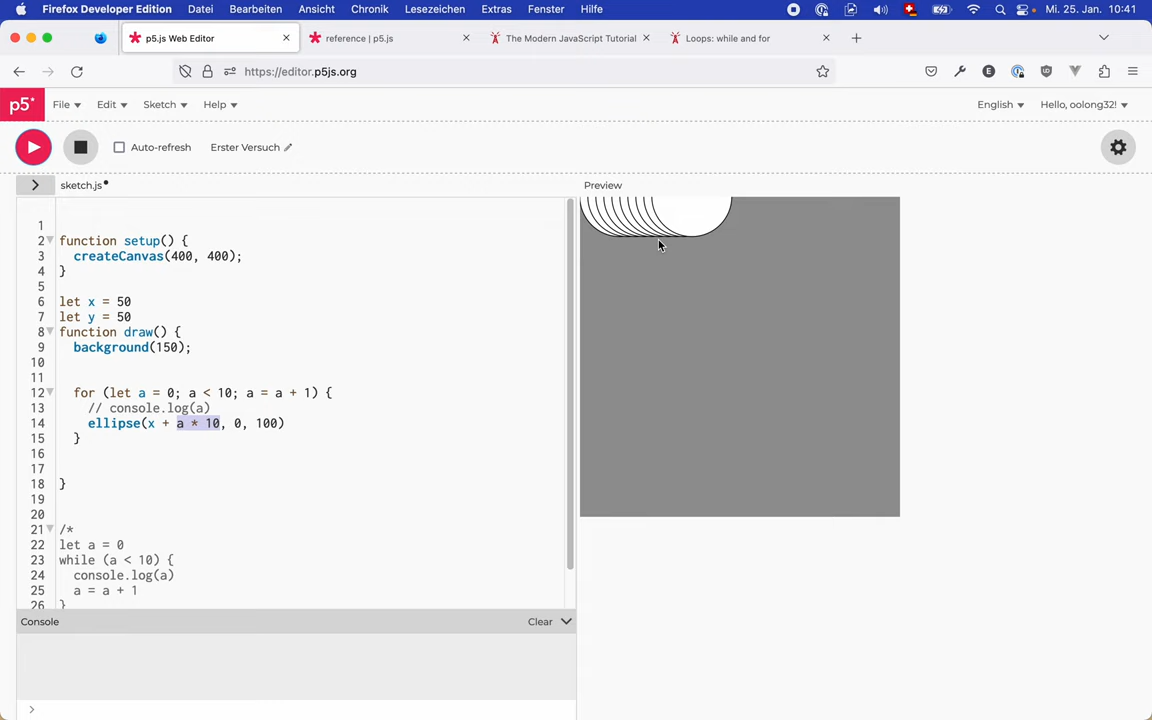 Firefox Developer Edition Datei Bearbeiten Ansicht Chronik Lesezeichen Extras Fenster Hilfe Mi. 25. Jan. 10:41
p5.js Web Editor reference | p5.js The Modern JavaScript Tutorial Loops: while and for
https://editor.p5js.org
p5* File Edit Sketch Help English Hello, oolong32!
Auto-refresh Erster Versuch
sketch.js Preview
1
2 function setup() {
3 createCanvas(400, 400);
4 }
5
6 let x = 50
7 let y = 50
8 function draw() {
9 background(150);
10
11
12 for (let a = 0; a < 10; a = a + 1) {
13 // console.log(a)
14 ellipse(x + a * 10, 0, 100)
15 }
16
17
18 }
19
20
21 /*
22 let a = 0
23 while (a < 10) {
24 console.log(a)
25 a = a + 1
26 }
Console Clear
>